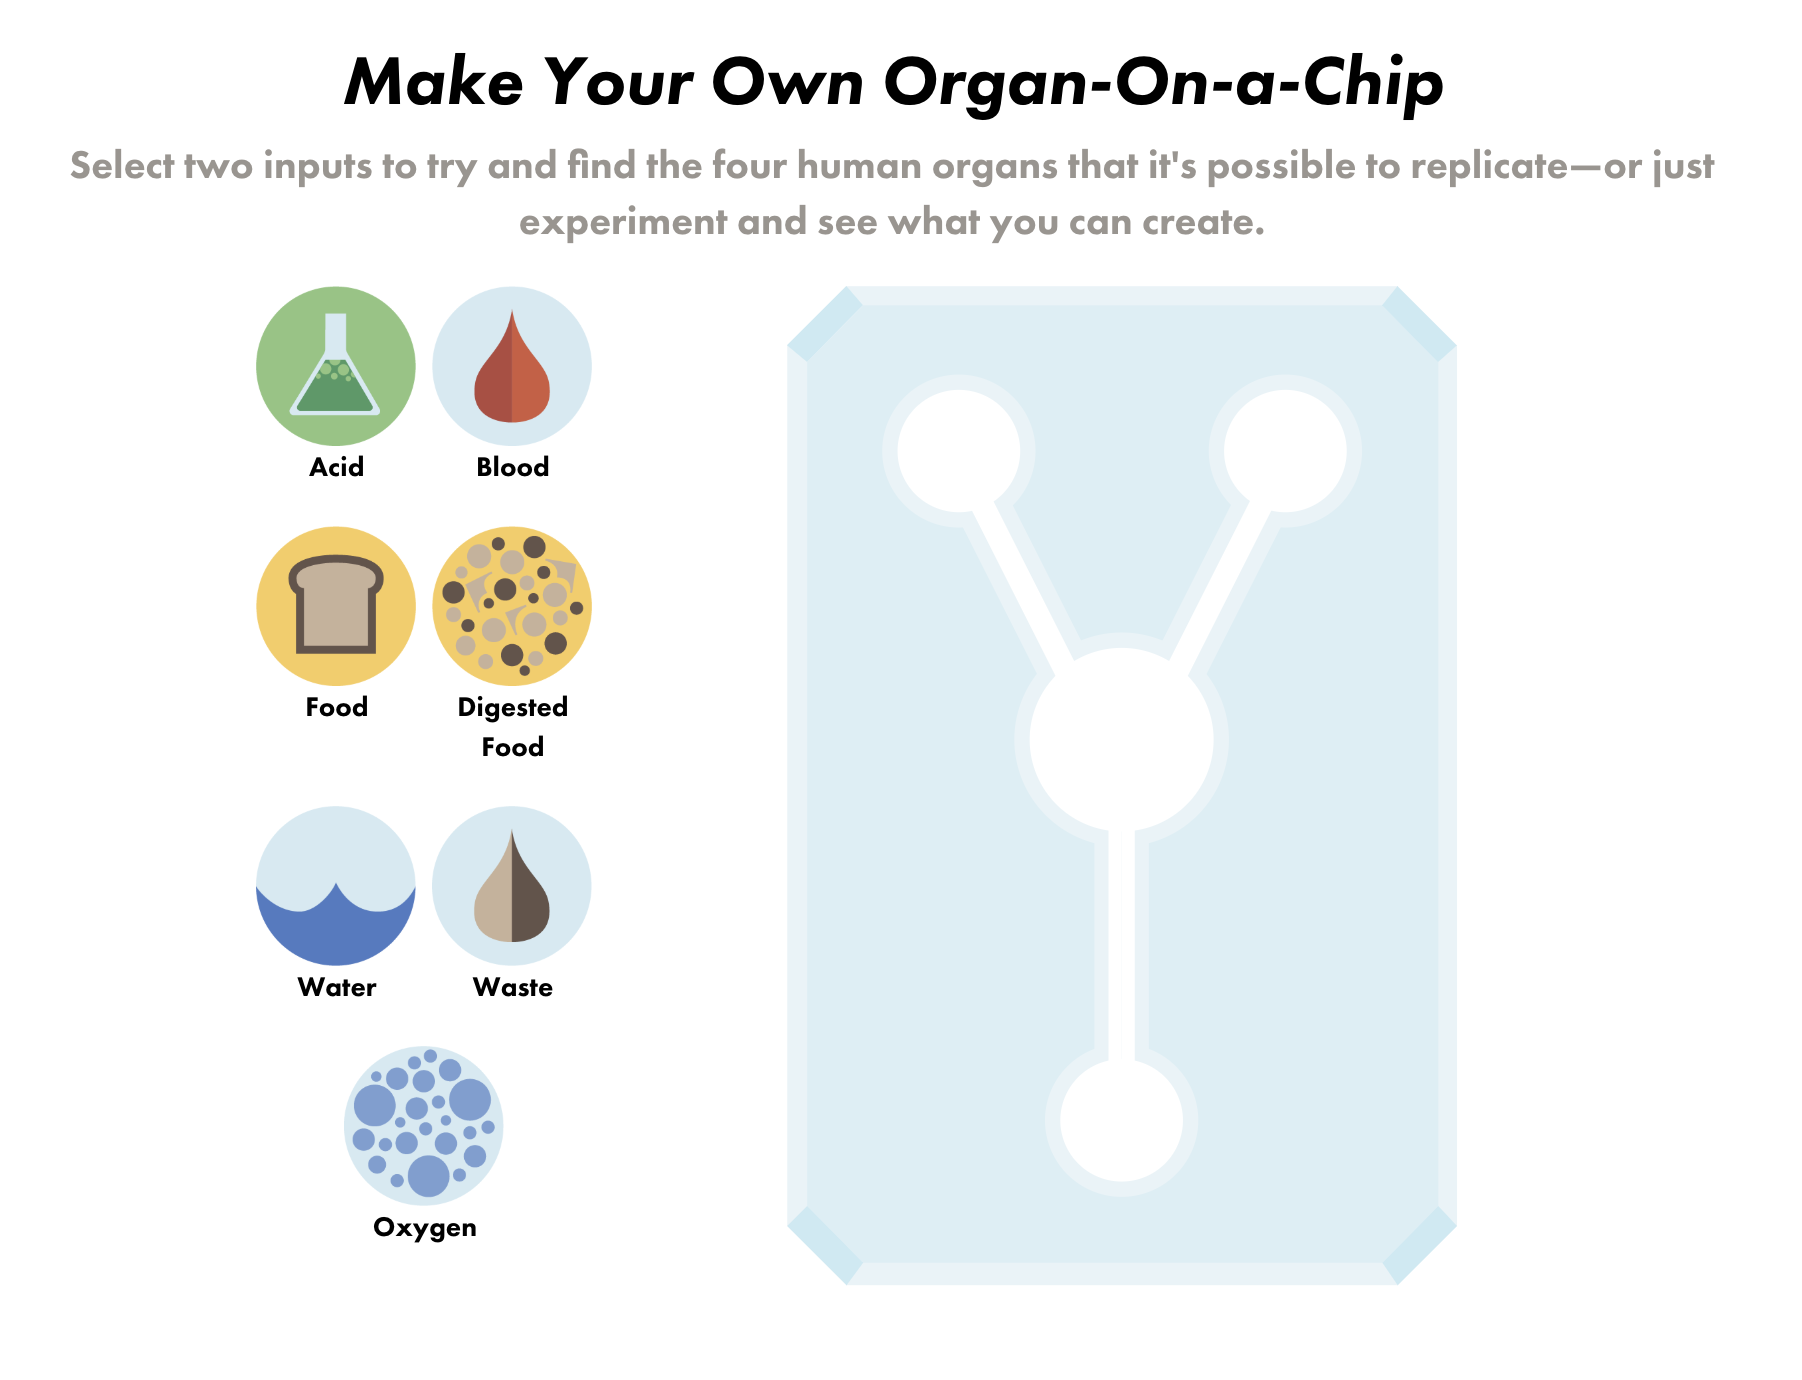 Make Your Own Organ-On-a-Chip
Select two inputs to try and find the four human organs that it's possible to replicate—or just
experiment and see what you can create.
Acid
Blood
Food
Digested
Food
Water
Waste
Oxygen